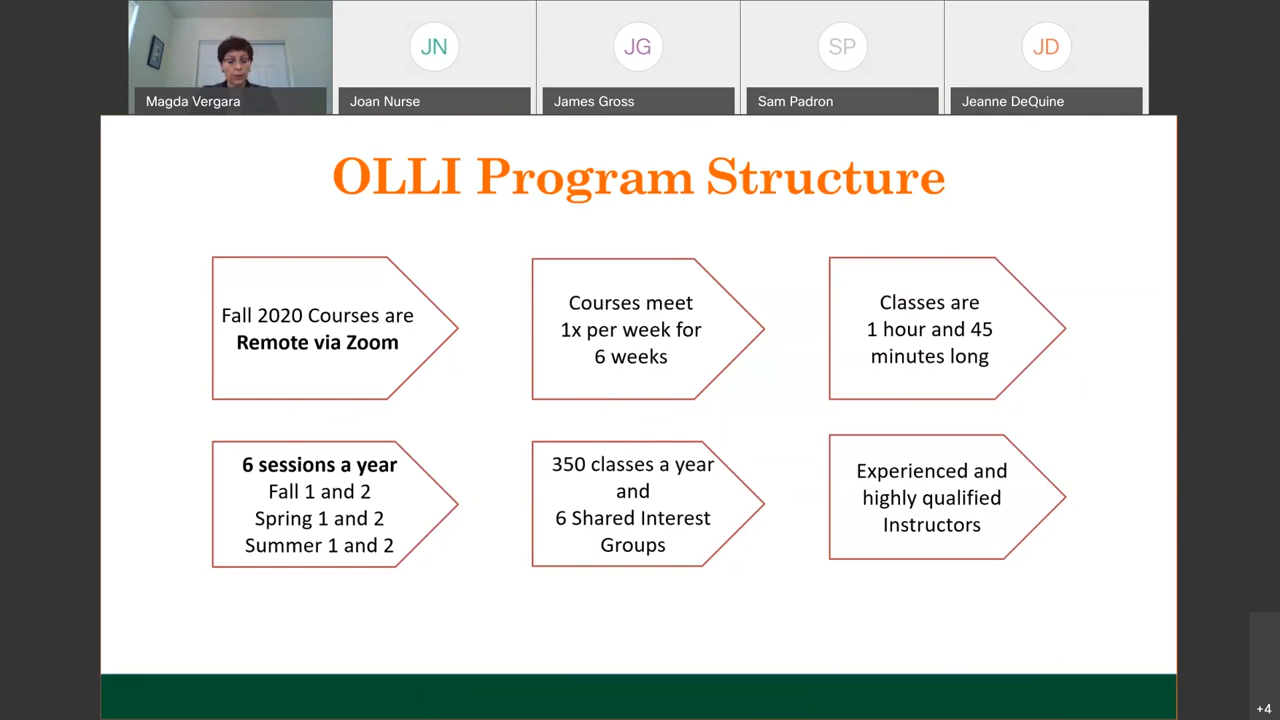 JN
JG
SP
JD
Magda Vergara
Joan Nurse
James Gross
Sam Padron
Jeanne DeQuine
OLLI Program Structure
Fall 2020 Courses are
Remote via Zoom
Courses meet
1x per week for
6 weeks
Classes are
1 hour and 45
minutes long
6 sessions a year
Fall 1 and 2
Spring 1 and 2
Summer 1 and 2
350 classes a year
and
6 Shared Interest
Groups
Experienced and
highly qualified
Instructors
+4